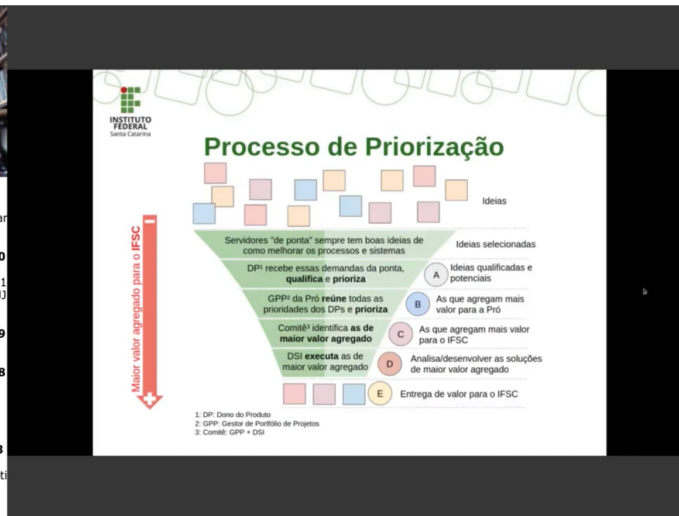 INSTITUTO
FEDERAL
Santa Catarina
Processo de Priorização
Ideias
Maior valor agregado para o IFSC
Servidores "de ponta" sempre tem boas ideias de
como melhorar os processos e sistemas
Ideias selecionadas
DP¹ recebe essas demandas da ponta,
qualifica e prioriza
A
Ideias qualificadas e
potenciais
GPP² da Pró reúne todas as
prioridades dos DPs e prioriza
B
As que agregam mais
valor para a Pró
Comitê³ identifica as de
maior valor agregado
C
As que agregam mais valor
para o IFSC
DSI executa as de
maior valor agregado
D
Analisa/desenvolver as soluções
de maior valor agregado
E
Entrega de valor para o IFSC
1: DP: Dono do Produto
2: GPP: Gestor de Portfólio de Projetos
3: Comitê: GPP + DSI